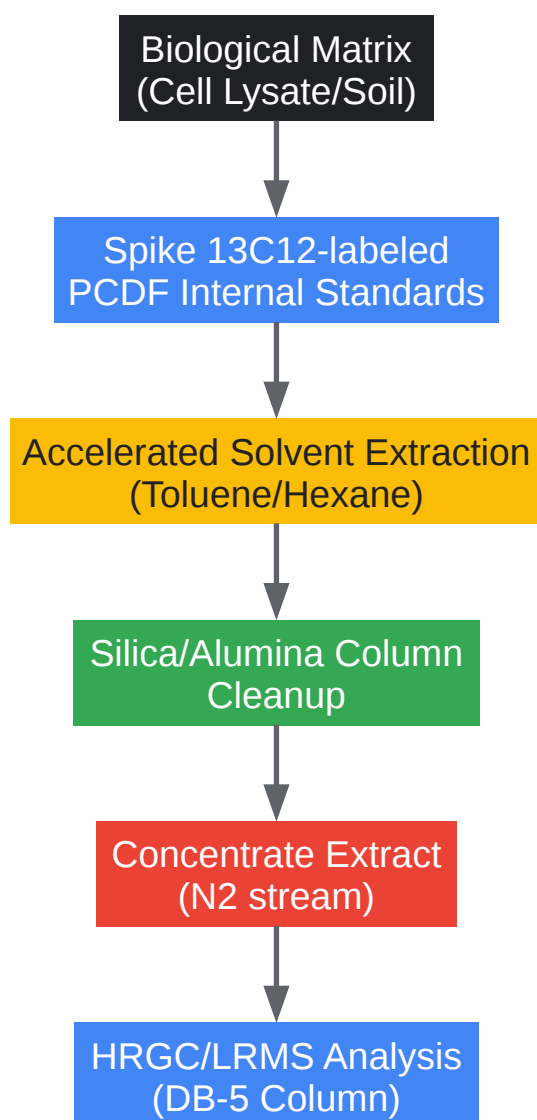 Biological Matrix
(Cell Lysate/Soil)
Spike 13C12-labeled
PCDF Internal Standards
Accelerated Solvent Extraction
(Toluene/Hexane)
Silica/Alumina Column
Cleanup
Concentrate Extract
(N2 stream)
HRGC/LRMS Analysis
(DB-5 Column)